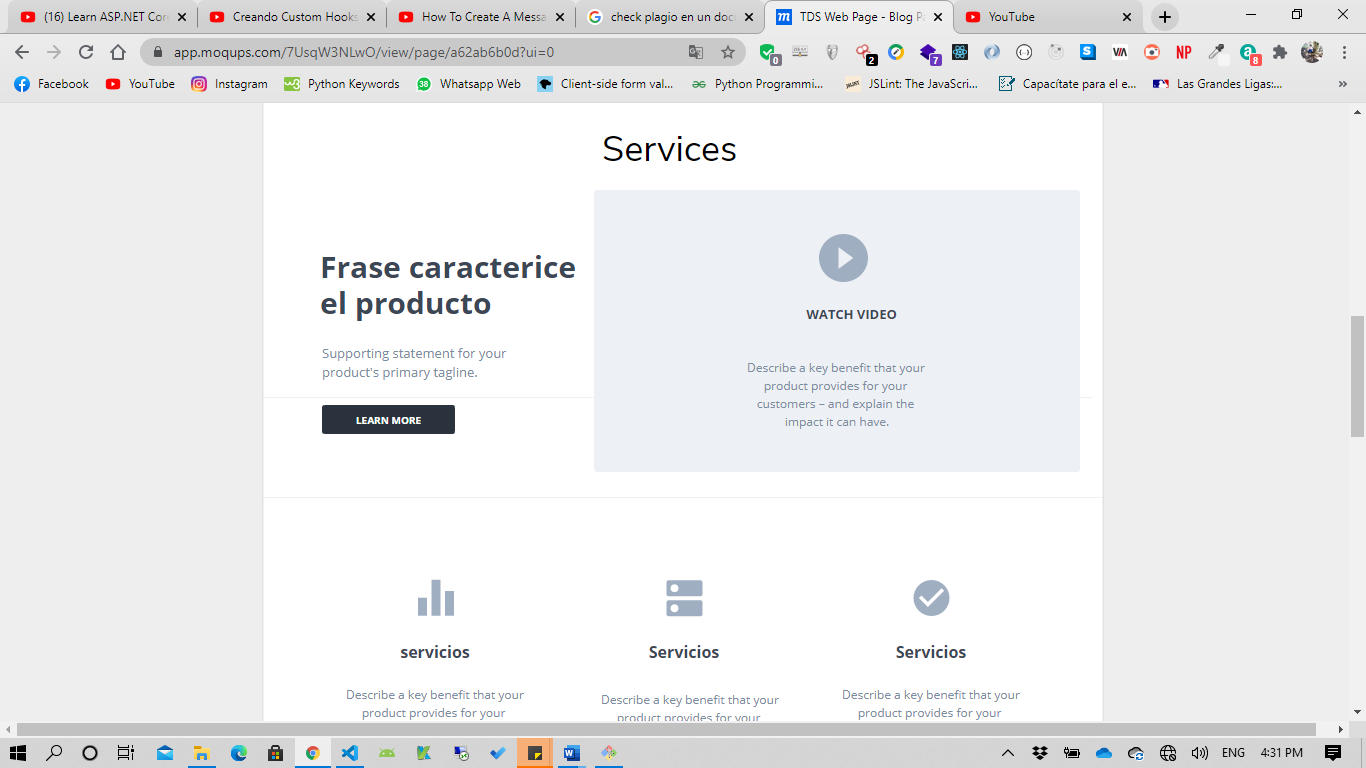 (16) Learn ASP.NET Cor
Creando Custom Hooks
How To Create A Messa
check plagio en un doc
TDS Web Page - Blog Pa
YouTube
app.moqups.com/7UsqW3NLwO/view/page/a62ab6b0d?ui=0
Facebook
YouTube
Instagram
Python Keywords
Whatsapp Web
Client-side form val...
Python Programmi...
JSLint: The JavaScri...
Capacítate para el e...
Las Grandes Ligas:...
Services
Frase caracterice
el producto
Supporting statement for your
product's primary tagline.
LEARN MORE
WATCH VIDEO
Describe a key benefit that your
product provides for your
customers – and explain the
impact it can have.
servicios
Describe a key benefit that your
product provides for your
Servicios
Describe a key benefit that your
product provides for your
Servicios
Describe a key benefit that your
product provides for your
ENG
4:31 PM